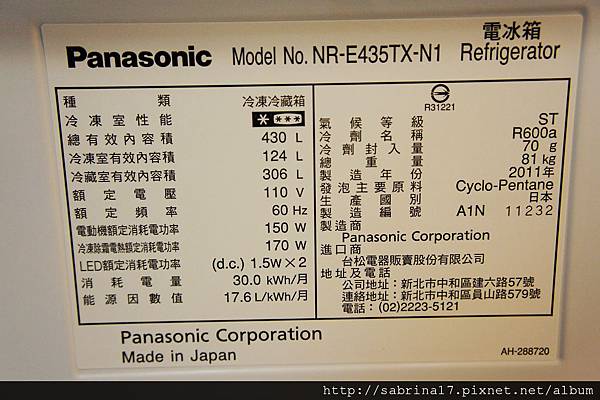 Panasonic Model No. NR-E435TX-N1 電冰箱 Refrigerator
種類 冷凍冷藏箱
冷凍室性能 * ***
總有效內容積 430 L
冷凍室有效內容積 124 L
冷藏室有效內容積 306 L
額定電壓 110 V
額定頻率 60 Hz
電動機額定消耗電功率 150 W
冷凍除霜電熱額定消耗電功率 170 W
LED額定消耗電功率 (d.c.) 1.5W×2
消耗電量 30.0 kWh/月
能源因數值 17.6 L/kWh/月
R31221
氣候等級 ST
冷劑名稱 R600a
冷劑封入量 70 g
總重量 81 kg
製造年份 2011年
發泡主要原料 Cyclo-Pentane
生產國別 日本
製造編號 A1N 11232
製造商
Panasonic Corporation
進口商
台松電器販賣股份有限公司
地址及電話
公司地址：新北市中和區建六路57號
連絡地址：新北市中和區員山路579號
電話：(02)2223-5121
Panasonic Corporation
Made in Japan
AH-288720
http://sabrina17.pixnet.net/album